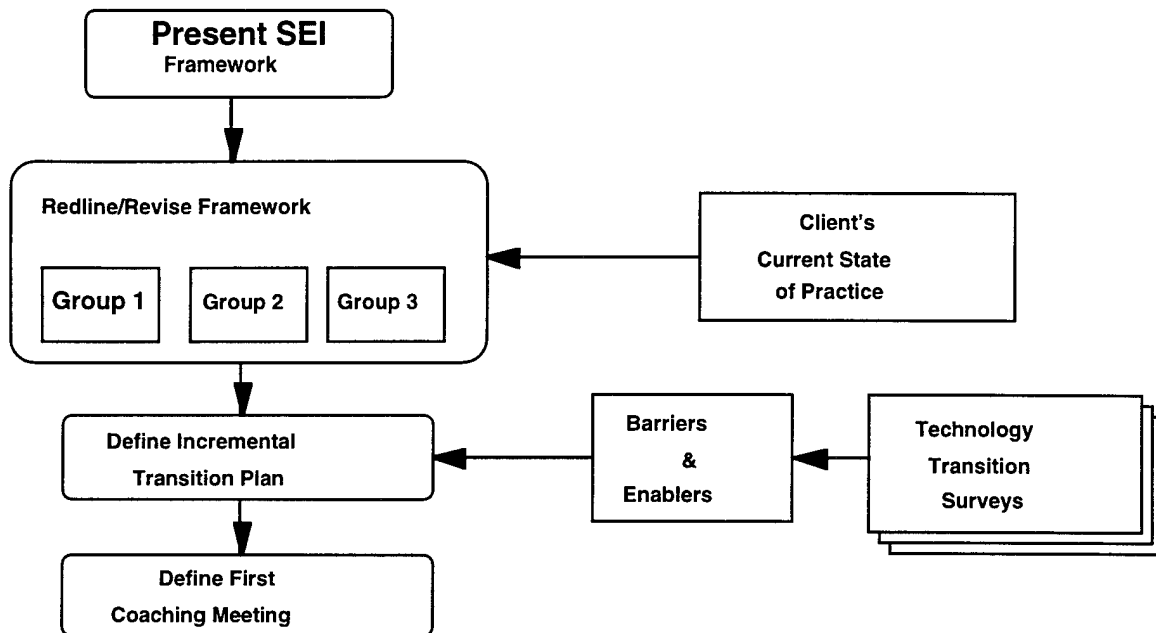 Present SEI
Framework
Redline/Revise Framework
Group 1
Group 2
Group 3
Client's
Current State
of Practice
Define Incremental
Transition Plan
Barriers
&
Enablers
Technology
Transition
Surveys
Define First
Coaching Meeting